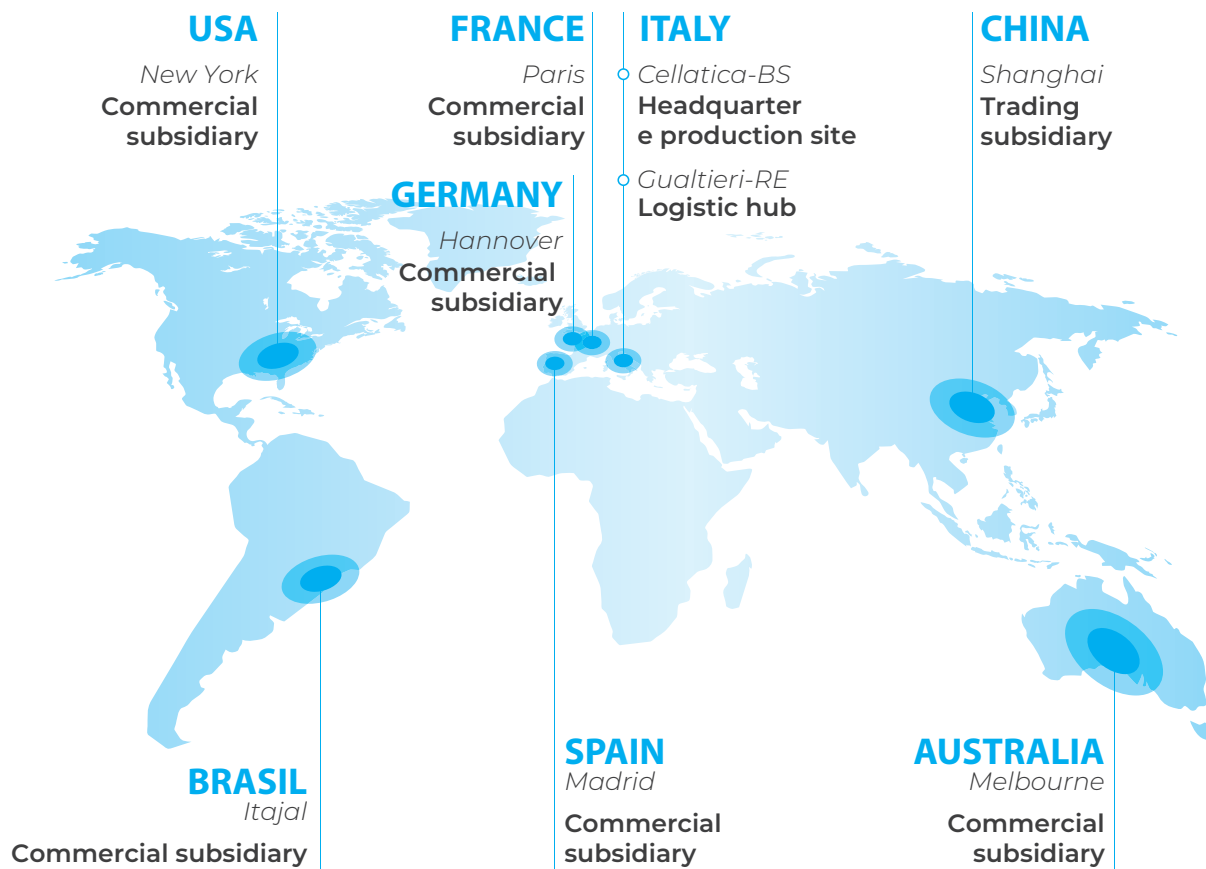 USA
New York
Commercial
subsidiary
FRANCE
Paris
Commercial
subsidiary
ITALY
Cellatica-BS
Headquarter
e production site
Gualtieri-RE
Logistic hub
CHINA
Shanghai
Trading
subsidiary
GERMANY
Hannover
Commercial
subsidiary
BRASIL
Itajal
Commercial subsidiary
SPAIN
Madrid
Commercial
subsidiary
AUSTRALIA
Melbourne
Commercial
subsidiary